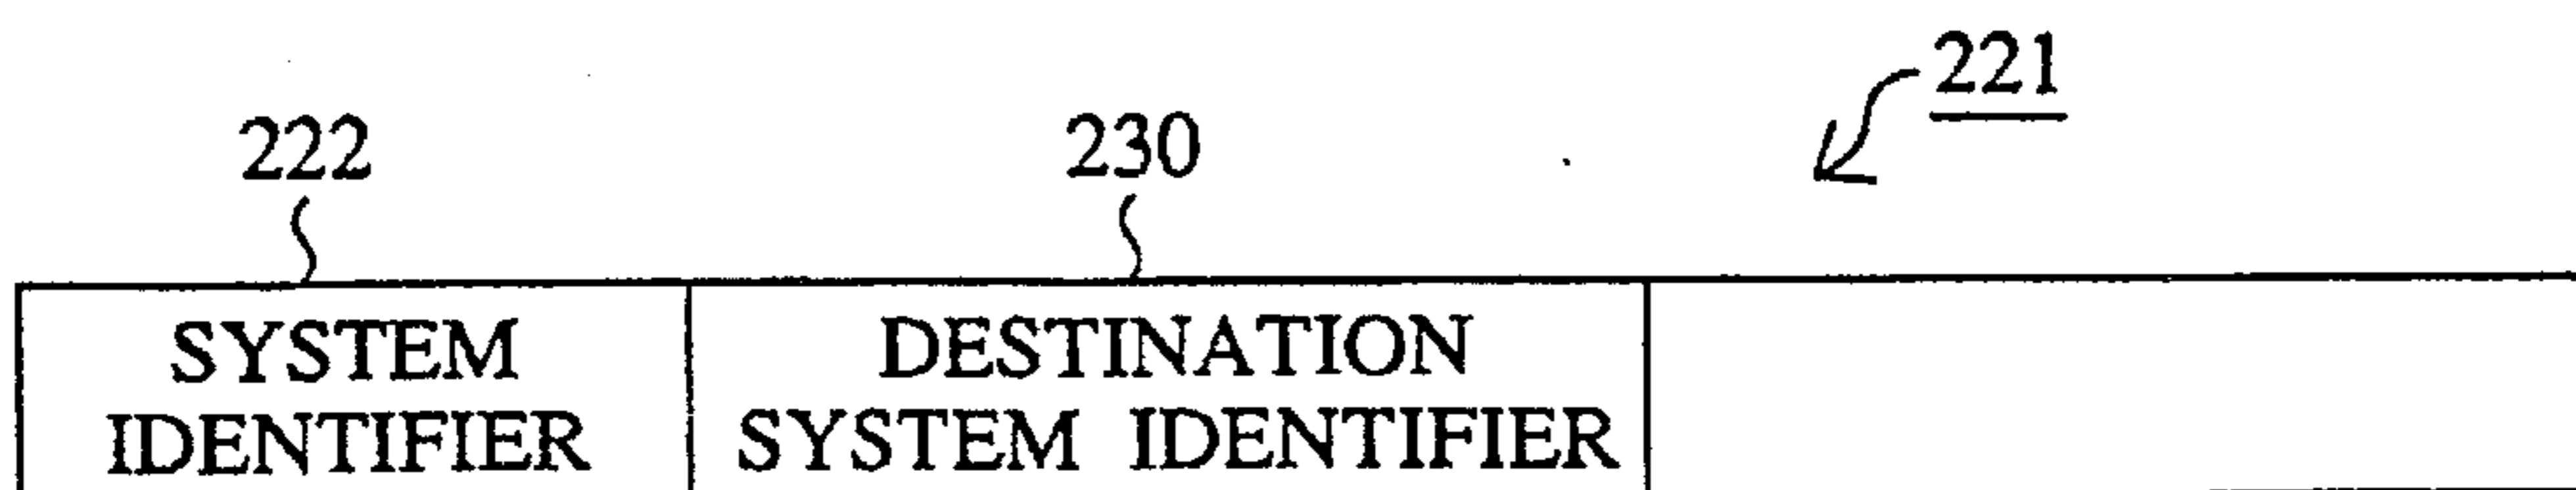 221
222 230
SYSTEM DESTINATION
IDENTIFIER SYSTEM IDENTIFIER